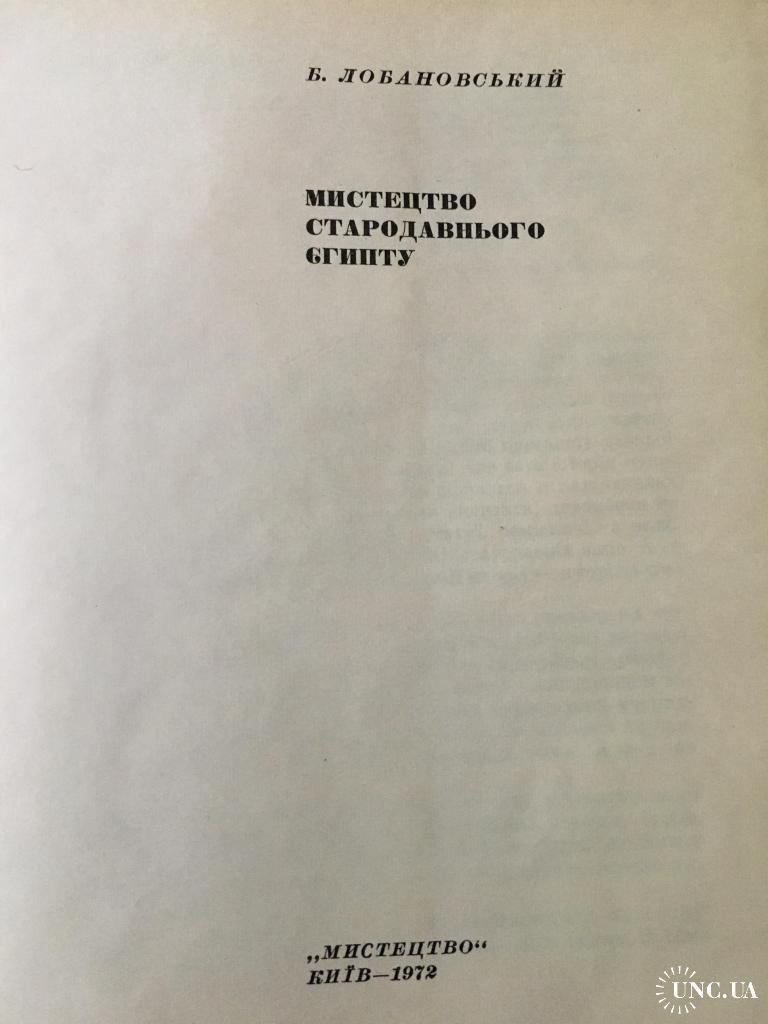 Б. ЛОБАНОВСЬКИЙ
МИСТЕЦТВО
СТАРОДАВНЬОГО
ЄГИПТУ
„МИСТЕЦТВО“
КИЇВ—1972
UNC.UA